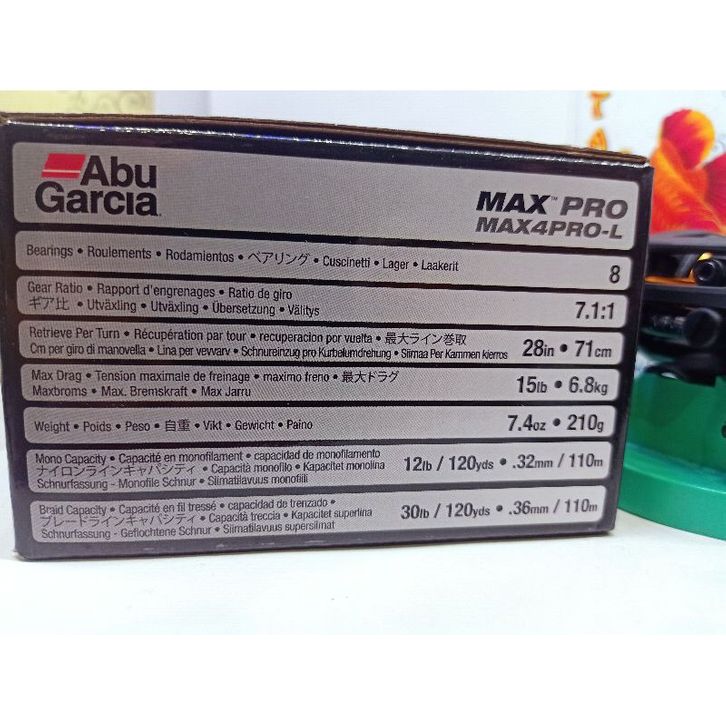 Abu
Garcia
MAX™ PRO
MAX4PRO-L
Bearings • Roulements • Rodamientos • ベアリング • Cuscinetti • Lager • Laakerit
8
Gear Ratio • Rapport d'engrenages • Ratio de giro
ギア比 • Utväxling • Utväxling • Übersetzung • Välitys
7.1:1
Retrieve Per Turn • Récupération par tour • recuperacion por vuelta • 最大ライン巻取
Cm per giro di manovella • Lina per vevvarv • Schnureinzug pro Kurbelumdrehung • Siimaa Per Kammen kierros
28in • 71cm
Max Drag • Tension maximale de freinage • maximo freno • 最大ドラグ
Maxbroms • Max. Bremskraft • Max Jarru
15lb • 6.8kg
Weight • Poids • Peso • 自重 • Vikt • Gewicht • Paino
7.4oz • 210g
Mono Capacity • Capacité en monofilament • capacidad de monofilamento
ナイロンラインキャパシティ • Capacità monofilo • Kapacitet monolina
Schnurfassung - Monofile Schnur • Siimatilavuus monofiili
12lb / 120yds • .32mm / 110m
Braid Capacity • Capacité en fil tressé • capacidad de trenzado •
ブレードラインキャパシティ • Capacità treccia • Kapacitet superlina
Schnurfassung - Geflochtene Schnur • Siimatilavuus supersiimat
30lb / 120yds • .36mm / 110m